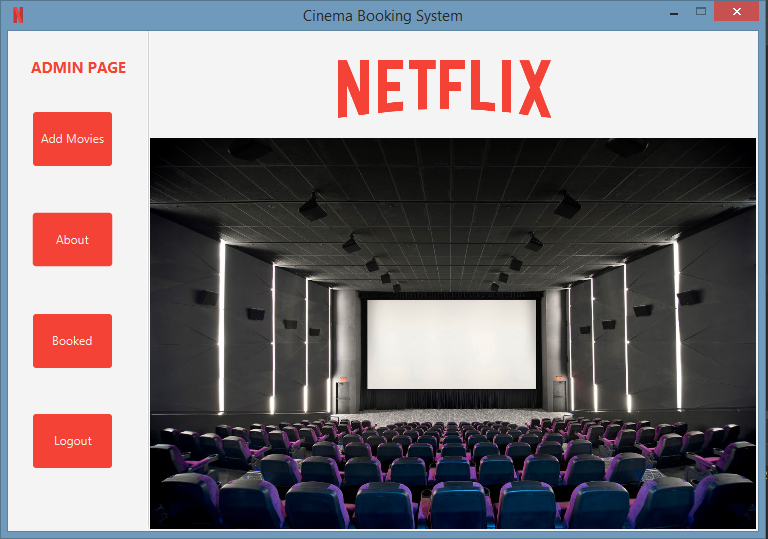 Cinema Booking System
ADMIN PAGE
NETFLIX
Add Movies
About
Booked
Logout